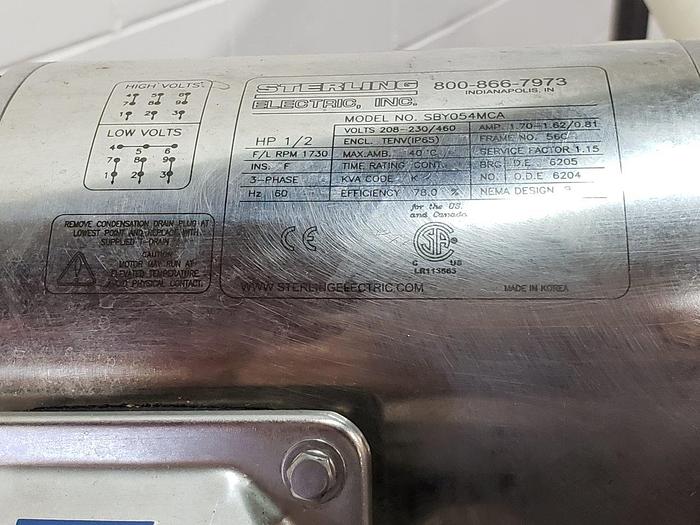 HIGH VOLTS
4 5 6
7 8 9
1 2 3
LOW VOLTS
4 5 6
7 8 9
1 2 3
REMOVE CONDENSATION DRAIN PLUG AT
LOWEST POINT AND REPLACE WITH
SUPPLIED T-DRAIN
CAUTION
MOTOR MAY RUN AT
ELEVATED TEMPERATURE
AVOID PHYSICAL CONTACT.
STERLING
ELECTRIC, INC.
800-866-7973
INDIANAPOLIS, IN
MODEL NO. SBY054MCA
HP 1/2
VOLTS 208-230/460
AMP. 1.70-1.62/0.81
ENCL. TENV(IP65)
FRAME NO. 56C
F/L RPM 1730
MAX.AMB. 40°C
SERVICE FACTOR 1.15
INS. F
TIME RATING CONT.
BRG. D.E. 6205
3-PHASE
KVA CODE K
NO. O.D.E. 6204
Hz 60
EFFICIENCY 78.0 %
NEMA DESIGN
for the US.
and Canada
CE
SA
C US
LR113563
WWW.STERLINGELECTRIC.COM
MADE IN KOREA